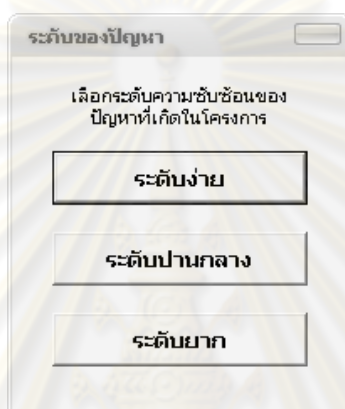 ระดับของปัญหา
เลือกระดับความซับซ้อนของ
ปัญหาที่เกิดในโครงการ
ระดับง่าย
ระดับปานกลาง
ระดับยาก